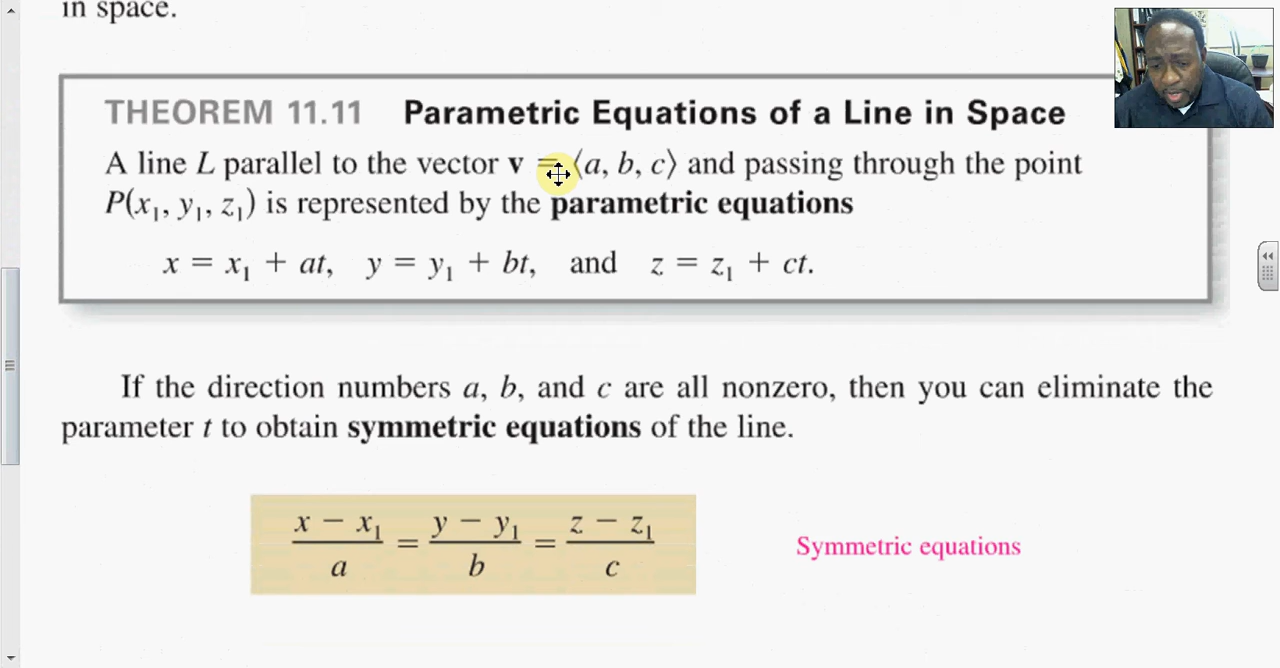 in space.
THEOREM 11.11 Parametric Equations of a Line in Space
A line L parallel to the vector v = ⟨a, b, c⟩ and passing through the point
P(x₁, y₁, z₁) is represented by the parametric equations
x = x₁ + at, y = y₁ + bt, and z = z₁ + ct.
If the direction numbers a, b, and c are all nonzero, then you can eliminate the
parameter t to obtain symmetric equations of the line.
(x − x₁)/a = (y − y₁)/b = (z − z₁)/c
Symmetric equations